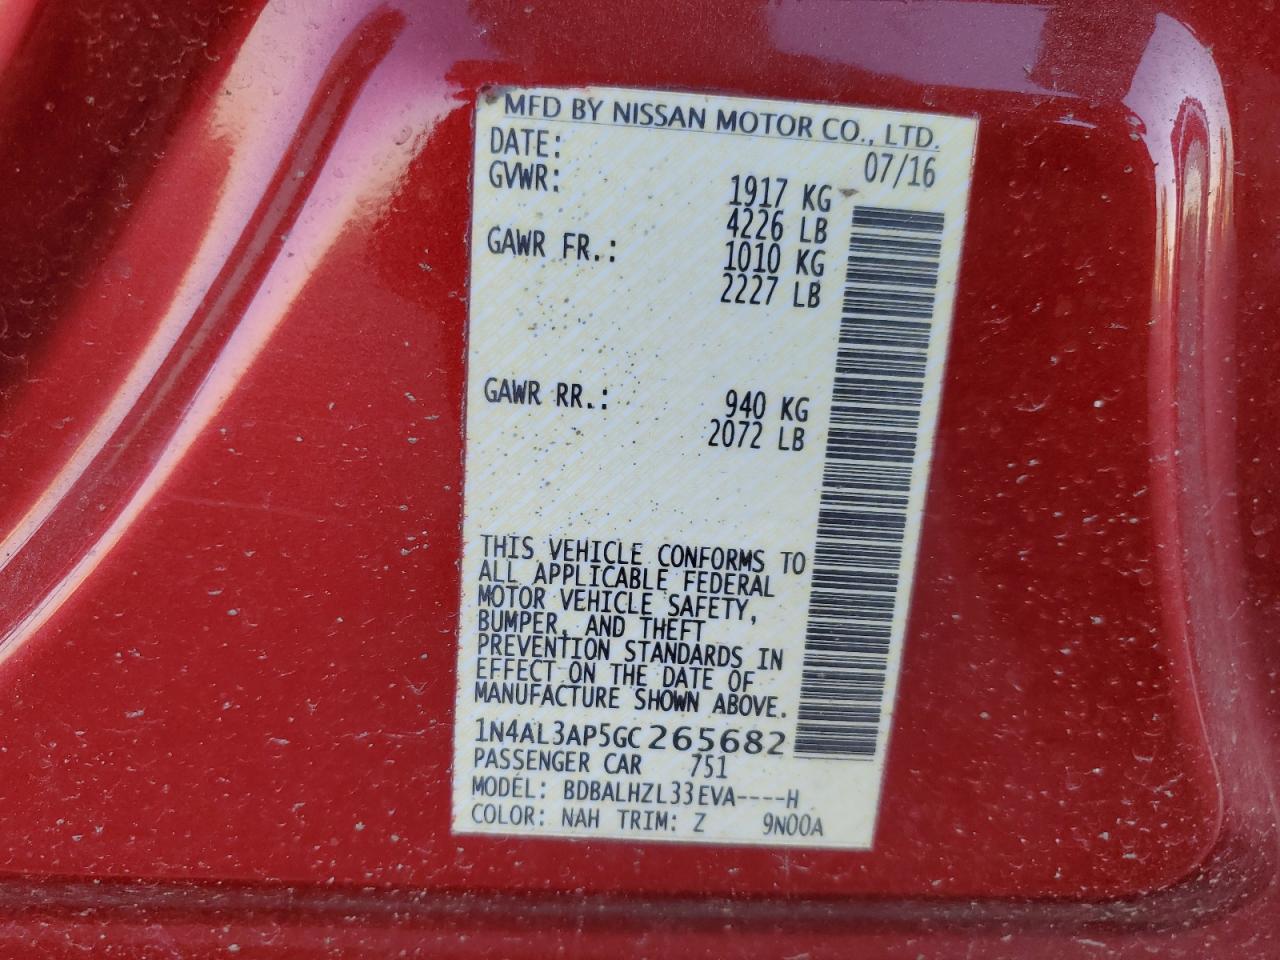 MFD BY NISSAN MOTOR CO., LTD.
DATE: 07/16
GVWR: 1917 KG
4226 LB
GAWR FR.: 1010 KG
2227 LB
GAWR RR.: 940 KG
2072 LB
THIS VEHICLE CONFORMS TO
ALL APPLICABLE FEDERAL
MOTOR VEHICLE SAFETY,
BUMPER, AND THEFT
PREVENTION STANDARDS IN
EFFECT ON THE DATE OF
MANUFACTURE SHOWN ABOVE.
1N4AL3AP5GC265682
PASSENGER CAR 751
MODEL: BDBALHZL33EVA----H
COLOR: NAH TRIM: Z 9N00A